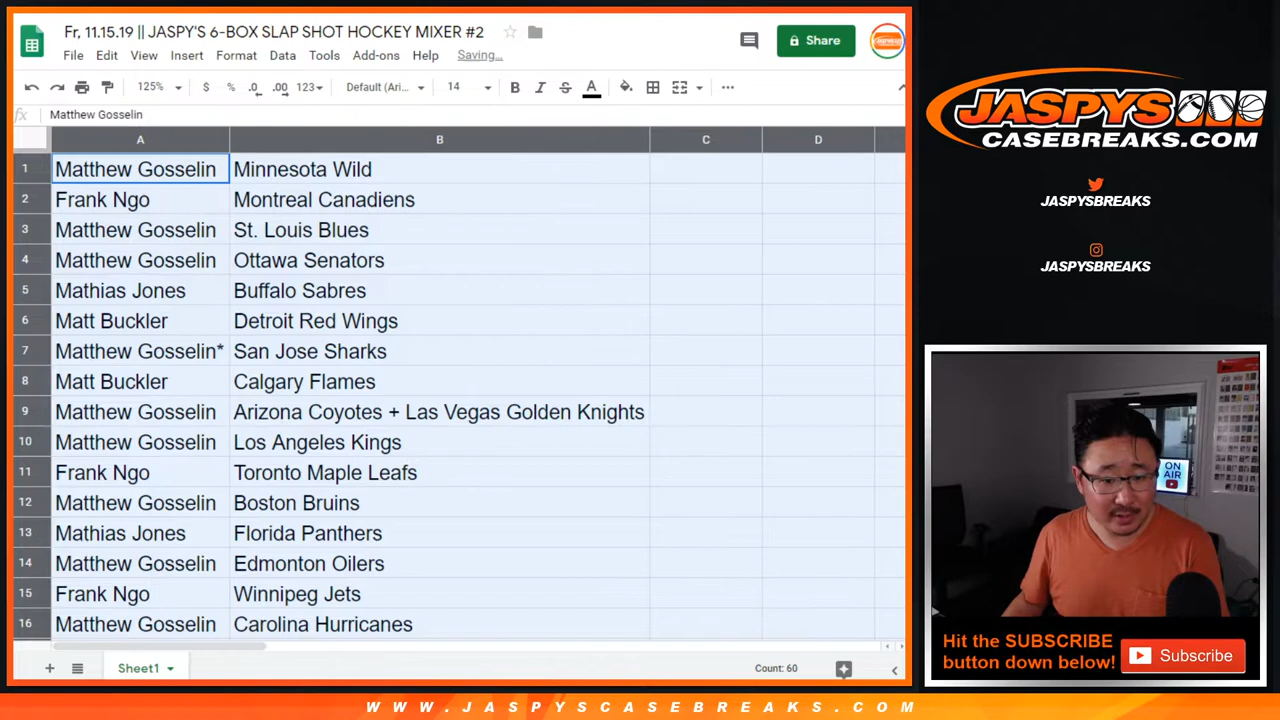 Fr, 11.15.19 || JASPY'S 6-BOX SLAP SHOT HOCKEY MIXER #2
File Edit View Insert Format Data Tools Add-ons Help Saving...
Share
125% $ % .0 .00 123 Default (Ari... 14 B I S A
fx Matthew Gosselin
A B C D
1 Matthew Gosselin Minnesota Wild
2 Frank Ngo Montreal Canadiens
3 Matthew Gosselin St. Louis Blues
4 Matthew Gosselin Ottawa Senators
5 Mathias Jones Buffalo Sabres
6 Matt Buckler Detroit Red Wings
7 Matthew Gosselin* San Jose Sharks
8 Matt Buckler Calgary Flames
9 Matthew Gosselin Arizona Coyotes + Las Vegas Golden Knights
10 Matthew Gosselin Los Angeles Kings
11 Frank Ngo Toronto Maple Leafs
12 Matthew Gosselin Boston Bruins
13 Mathias Jones Florida Panthers
14 Matthew Gosselin Edmonton Oilers
15 Frank Ngo Winnipeg Jets
16 Matthew Gosselin Carolina Hurricanes
Sheet1
Count: 60
JASPYS
CASEBREAKS.COM
JASPYSBREAKS
JASPYSBREAKS
ON
AIR
Hit the SUBSCRIBE
button down below!
Subscribe
WWW.JASPYSCASEBREAKS.COM